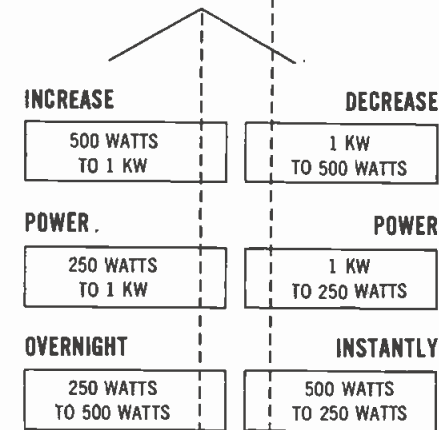 INCREASE
500 WATTS
TO 1 KW
POWER.
250 WATTS
TO 1 KW
OVERNIGHT
250 WATTS
TO 500 WATTS
DECREASE
1 KW
TO 500 WATTS
POWER
1 KW
TO 250 WATTS
INSTANTLY
500 WATTS
TO 250 WATTS